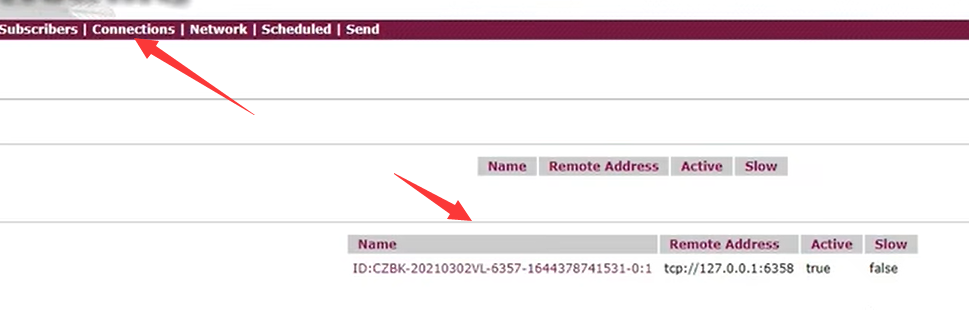 Subscribers | Connections | Network | Scheduled | Send
Name Remote Address Active Slow
Name Remote Address Active Slow
ID:CZBK-20210302VL-6357-1644378741531-0:1 tcp://127.0.0.1:6358 true false